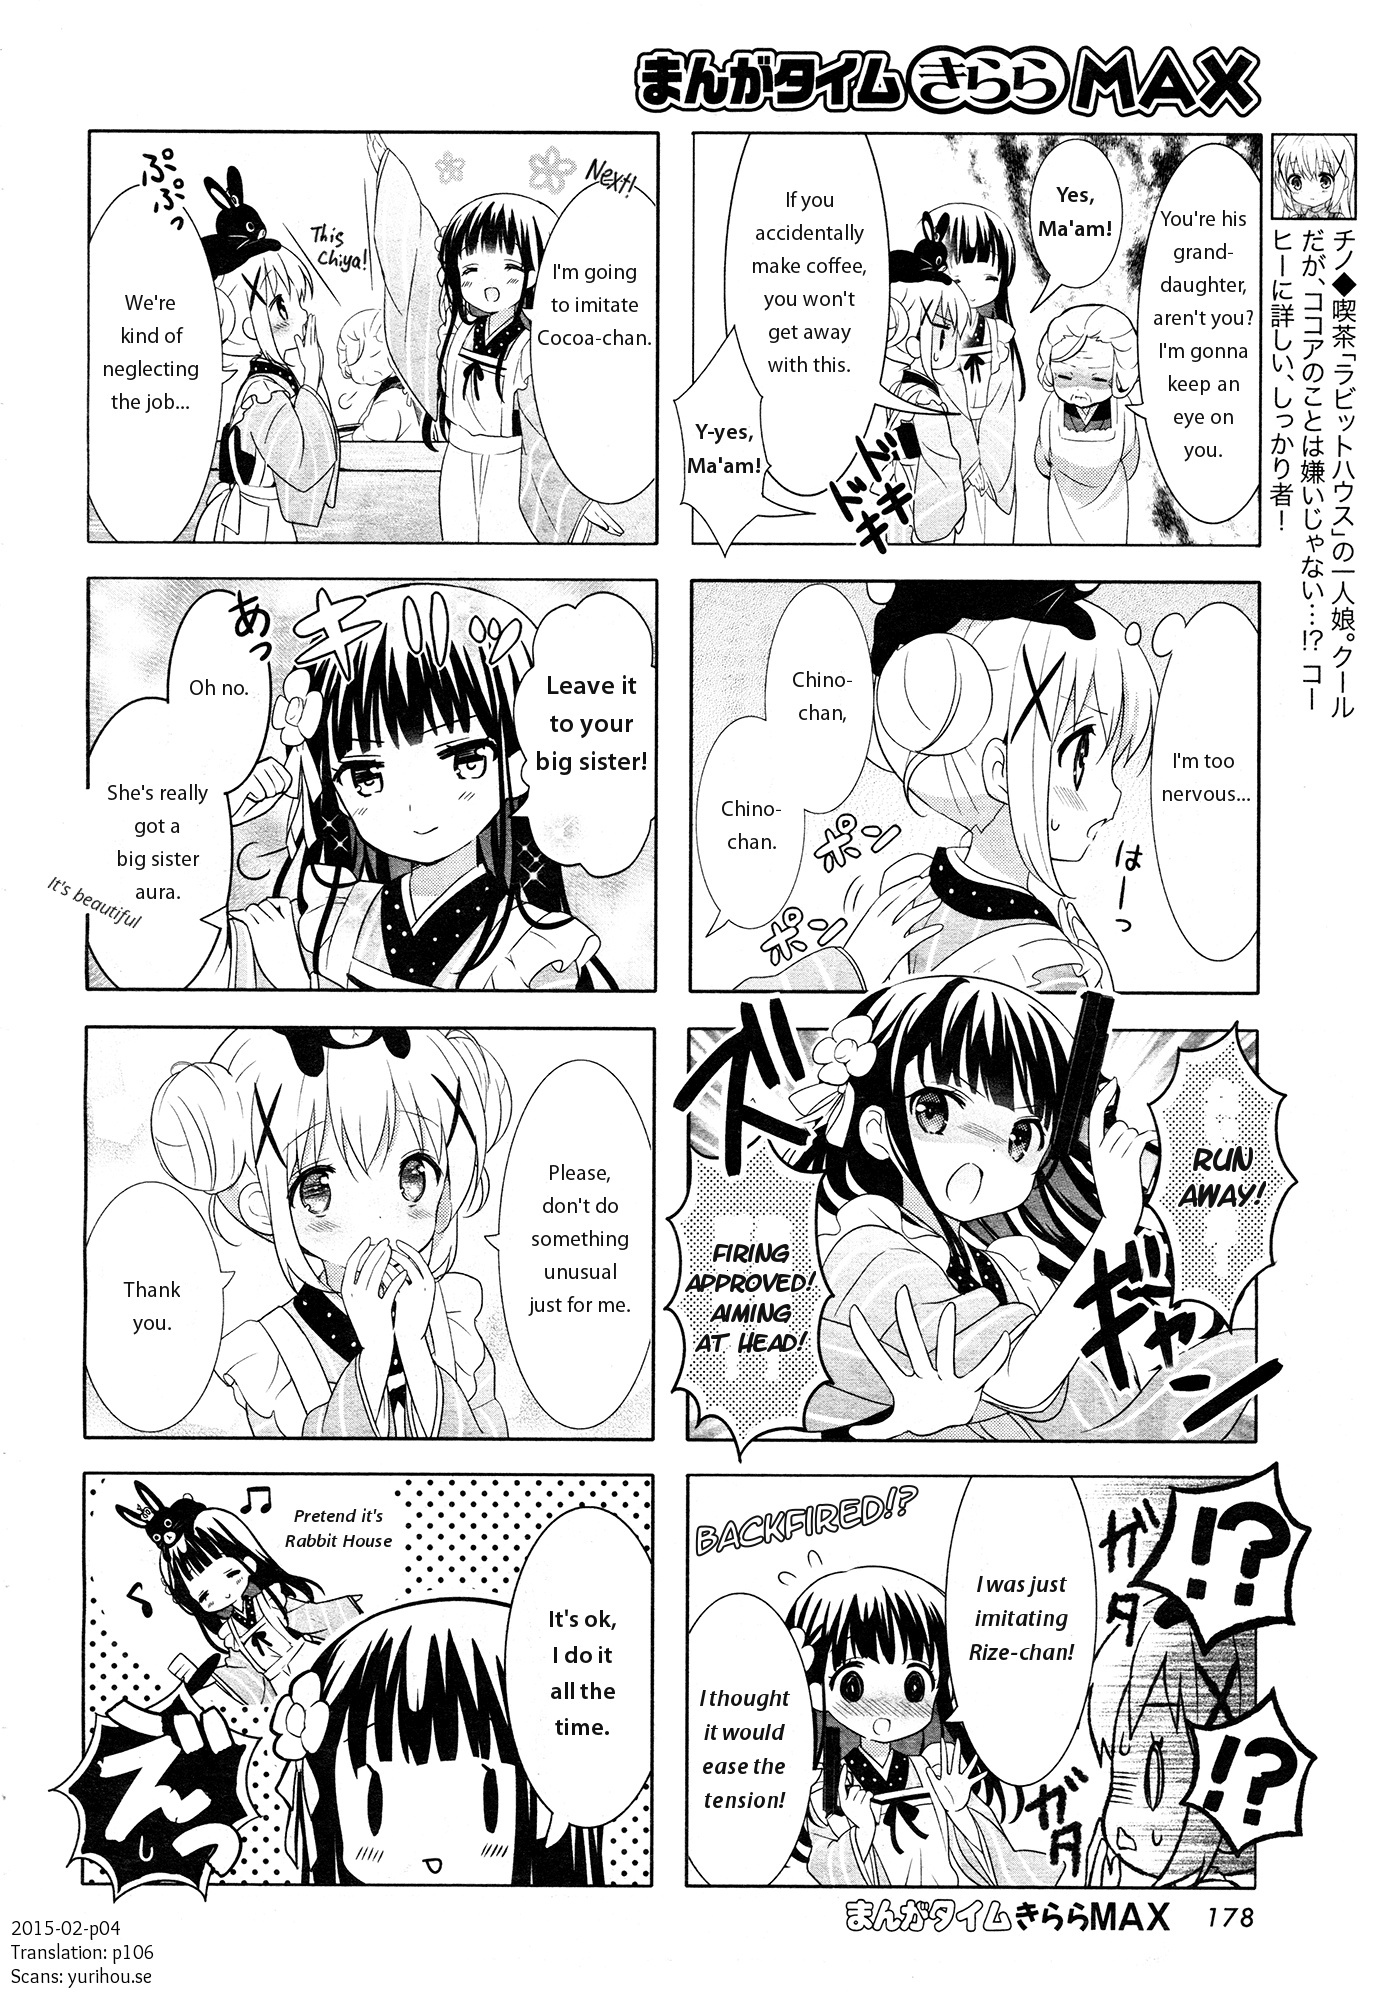 まんがタイムきららMAX
チノ◆喫茶「ラビットハウス」の一人娘。クール
だが、ココアのことは嫌いじゃない…!? コー
ヒーに詳しい、しっかり者！
You're his
grand-
daughter,
aren't you?
I'm gonna
keep an
eye on
you.
Yes,
Ma'am!
If you
accidentally
make coffee,
you won't
get away
with this.
Y-yes,
Ma'am!
ドキ
ドキ
I'm too
nervous...
はーっ
Chino-
chan,
Chino-
chan.
ポン
ポン
RUN
AWAY!
ズズ
FIRING
APPROVED!
AIMING
AT HEAD!
ギャン
!?
!?
ガタ
ガタ
I was just
imitating
Rize-chan!
BACKFIRED!?
I thought
it would
ease the
tension!
Next!
I'm going
to imitate
Cocoa-chan.
This
Chiya!
ぷぷっ
We're
kind of
neglecting
the job...
Leave it
to your
big sister!
キリッ
あっ
Oh no.
She's really
got a
big sister
aura.
It's beautiful
Please,
don't do
something
unusual
just for me.
Thank
you.
Pretend it's
Rabbit House
It's ok,
I do it
all the
time.
えっ
まんがタイムきららMAX 178
2015-02-p04
Translation: p106
Scans: yurihou.se